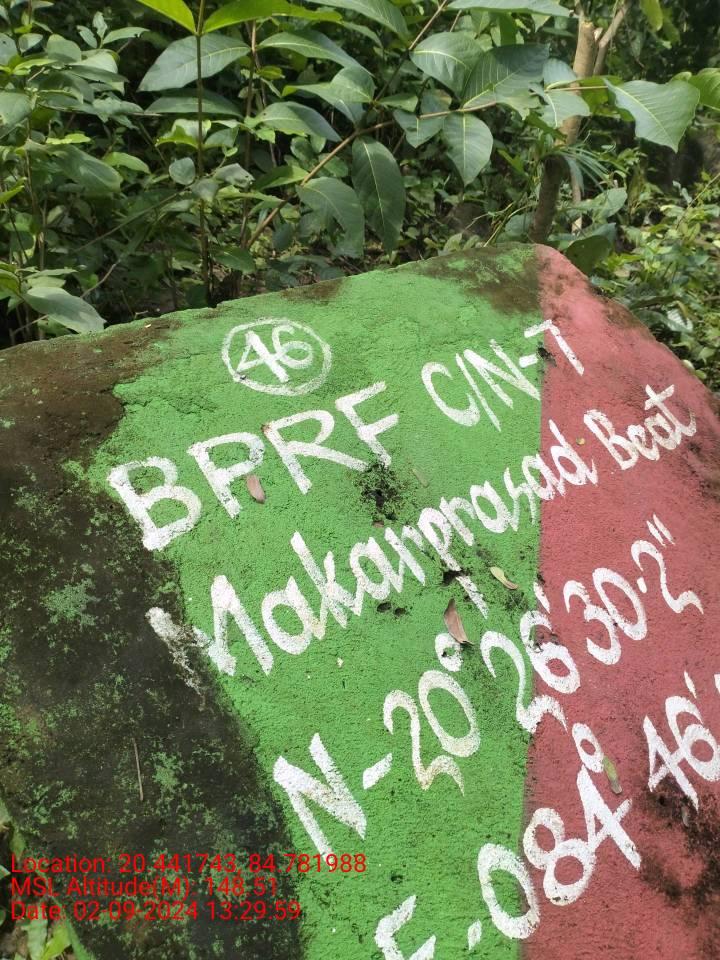 46
BPRF C/N-7
Makarprasad Beat
N-20° 26' 30.2"
E-084° 46'
Location: 20.441743, 84.781988
MSL Altitude(M): 148.51
Date: 02-09-2024 13:29:59